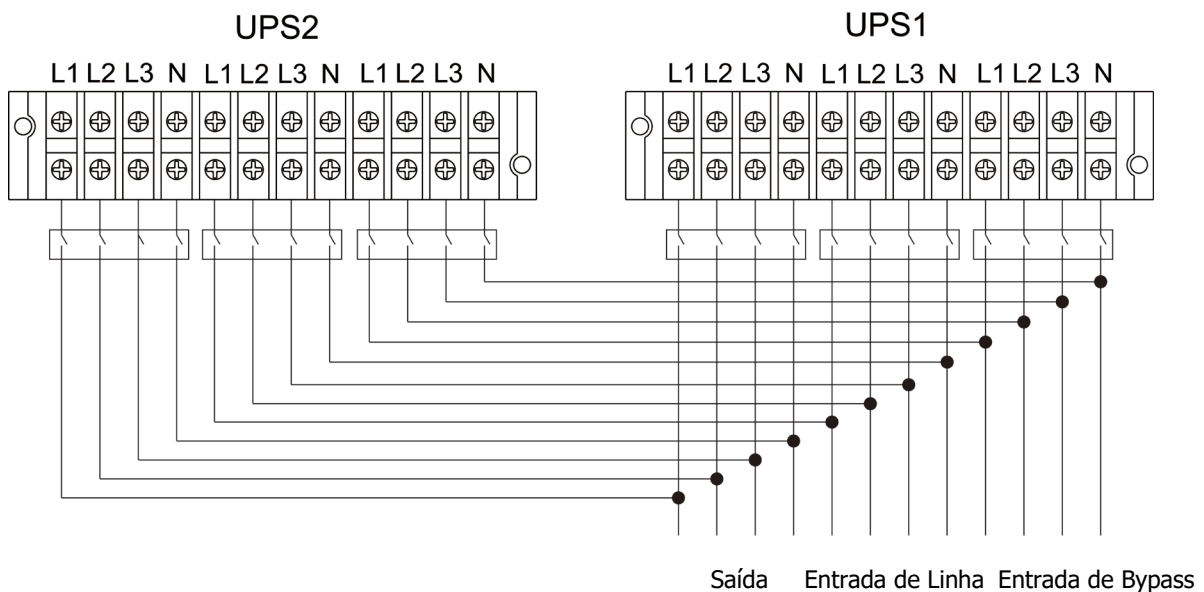 UPS2 UPS1
L1 L2 L3 N L1 L2 L3 N L1 L2 L3 N L1 L2 L3 N L1 L2 L3 N L1 L2 L3 N
Saída Entrada de Linha Entrada de Bypass